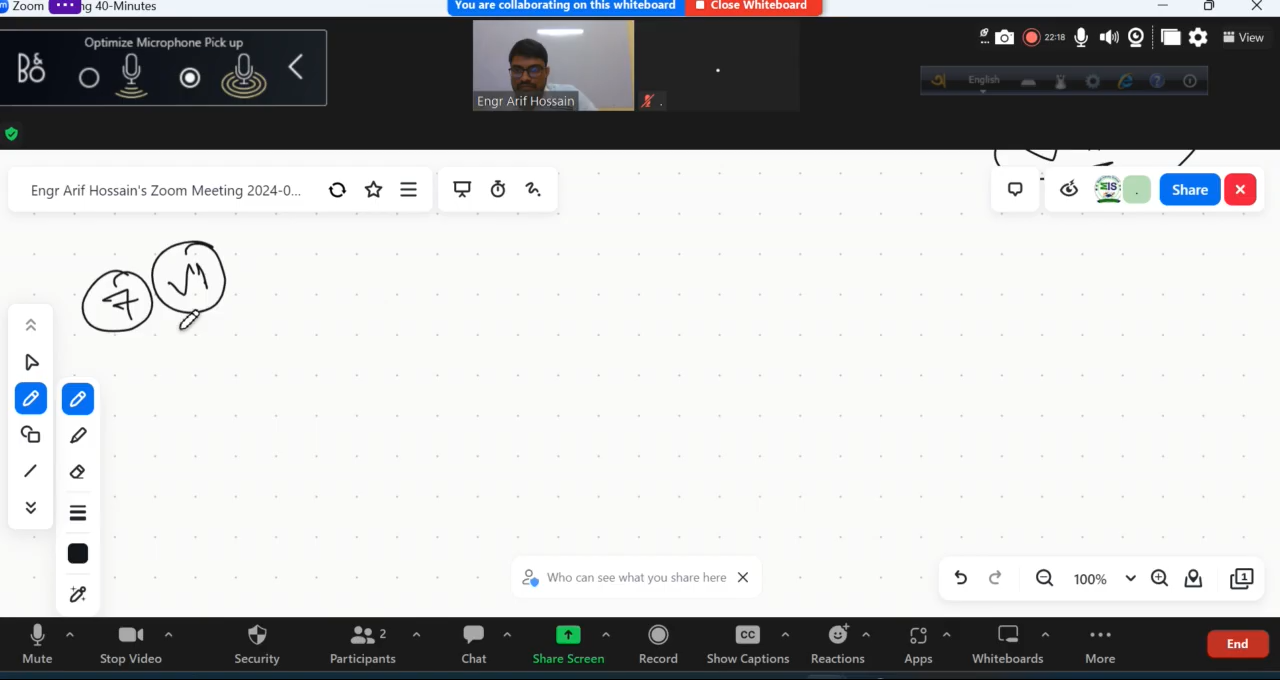 Zoom ng 40-Minutes
You are collaborating on this whiteboard
Close Whiteboard
Optimize Microphone Pick up
B&O
Engr Arif Hossain
.
22:18
View
English
Engr Arif Hossain's Zoom Meeting 2024-0...
.
Share
Who can see what you share here
100%
1
Mute
Stop Video
Security
2
Participants
Chat
Share Screen
Record
CC
Show Captions
Reactions
Apps
Whiteboards
More
End